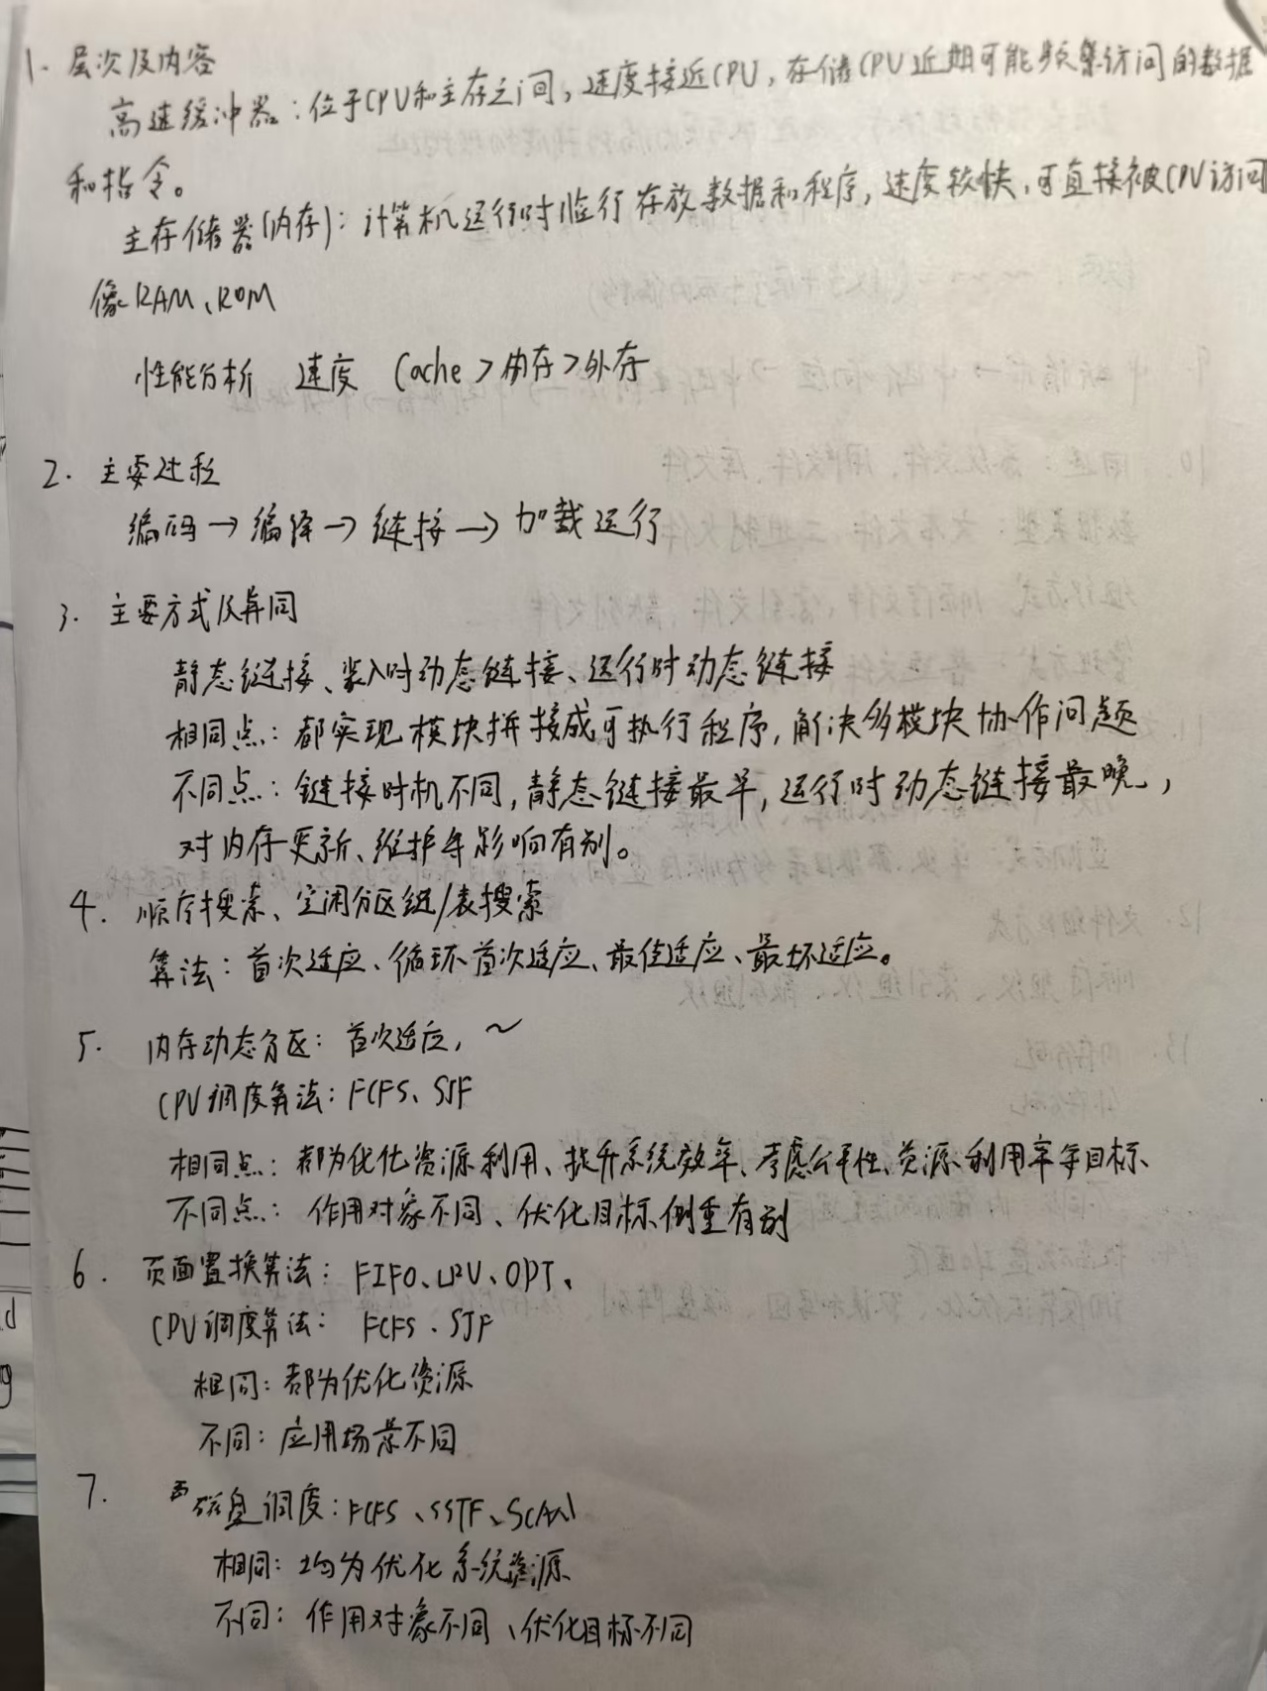 1. 层次及内容
高速缓冲器：位于CPU和主存之间，速度接近CPU，存储CPU近期可能频繁访问的数据
和指令。
主存储器(内存)：计算机运行时临行存放数据和程序，速度较快，可直接被CPU访问
像RAM、ROM
性能分析 速度 Cache>内存>外存
2. 主要过程
编码→编译→链接→加载运行
3. 主要方式及异同
静态链接、装入时动态链接、运行时动态链接
相同点：都实现模块拼接成可执行程序，解决多模块协作问题
不同点：链接时机不同，静态链接最早，运行时动态链接最晚，
对内存更新、维护等影响有别。
4. 顺序搜索、空闲分区链/表搜索
算法：首次适应、循环首次适应、最佳适应、最坏适应。
5. 内存动态分区：首次适应，～
CPU调度算法：FCFS、SJF
相同点：都为优化资源利用、提升系统效率、考虑公平性、资源利用率等目标
不同点：作用对象不同、优化目标侧重有别
6. 页面置换算法：FIFO、LRU、OPT、
CPU调度算法：FCFS、SJF
相同：都为优化资源
不同：应用场景不同
7. 磁盘调度：FCFS、SSTF、SCAN
相同：均为优化系统资源
不同：作用对象不同、优化目标不同